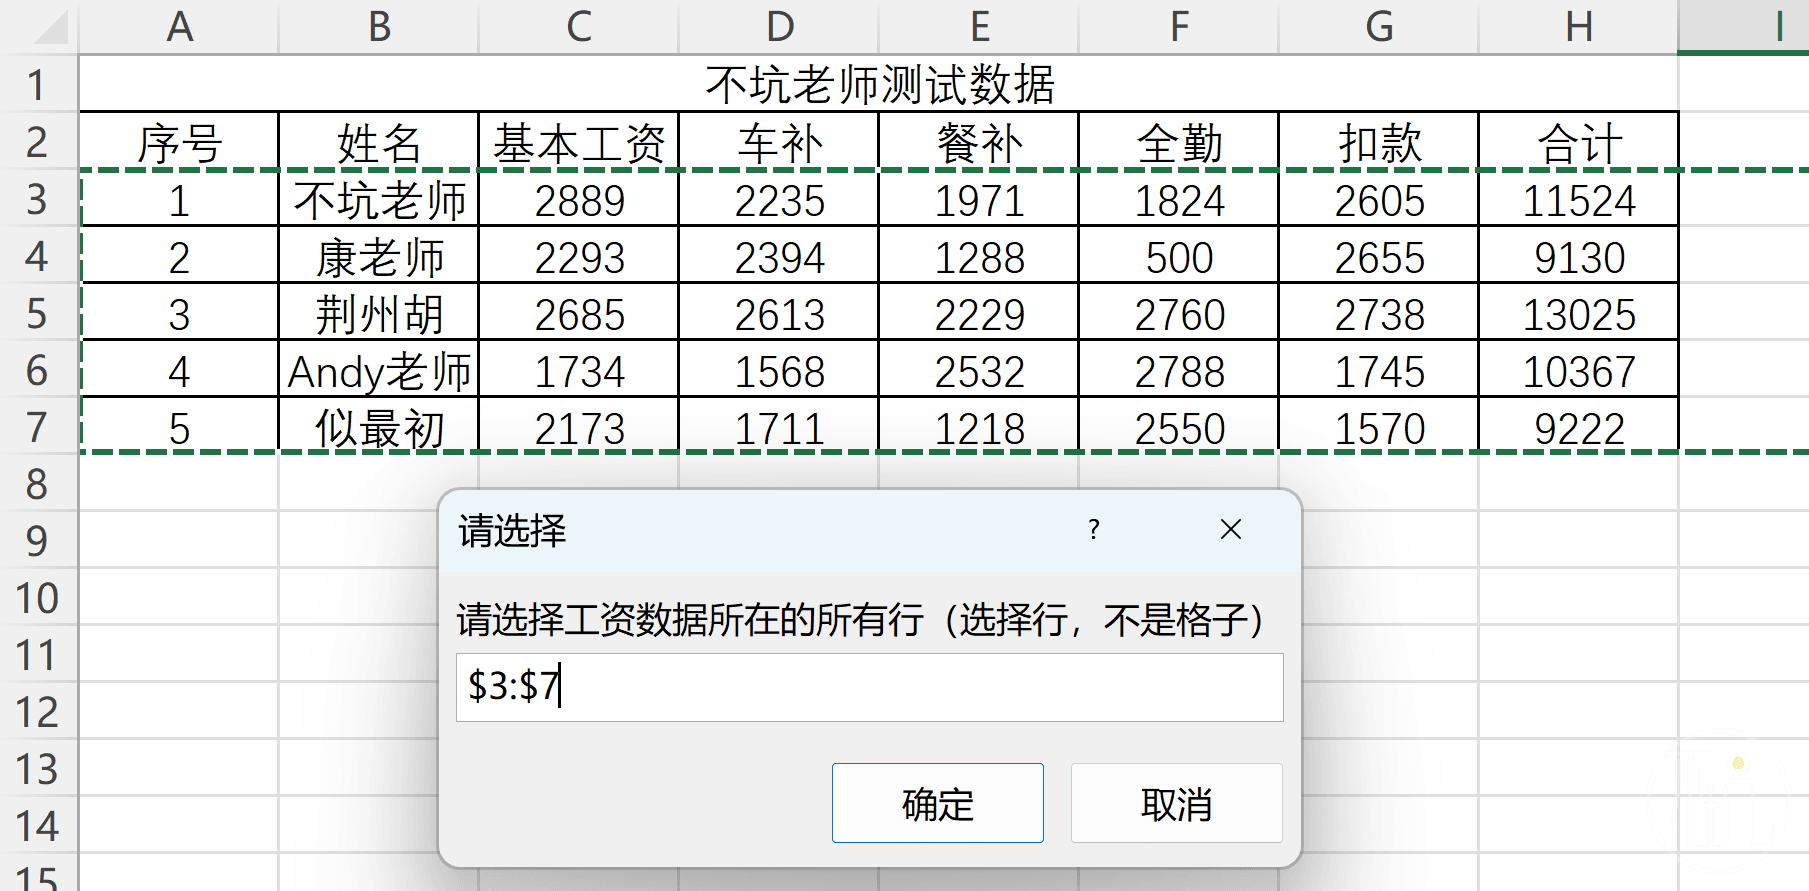 A B C D E F G H I
1 不坑老师测试数据
2 序号 姓名 基本工资 车补 餐补 全勤 扣款 合计
3 1 不坑老师 2889 2235 1971 1824 2605 11524
4 2 康老师 2293 2394 1288 500 2655 9130
5 3 荆州胡 2685 2613 2229 2760 2738 13025
6 4 Andy老师 1734 1568 2532 2788 1745 10367
7 5 似最初 2173 1711 1218 2550 1570 9222
8
9
10
11
12
13
14
15
请选择 ?
请选择工资数据所在的所有行（选择行，不是格子）
$3:$7
确定 取消